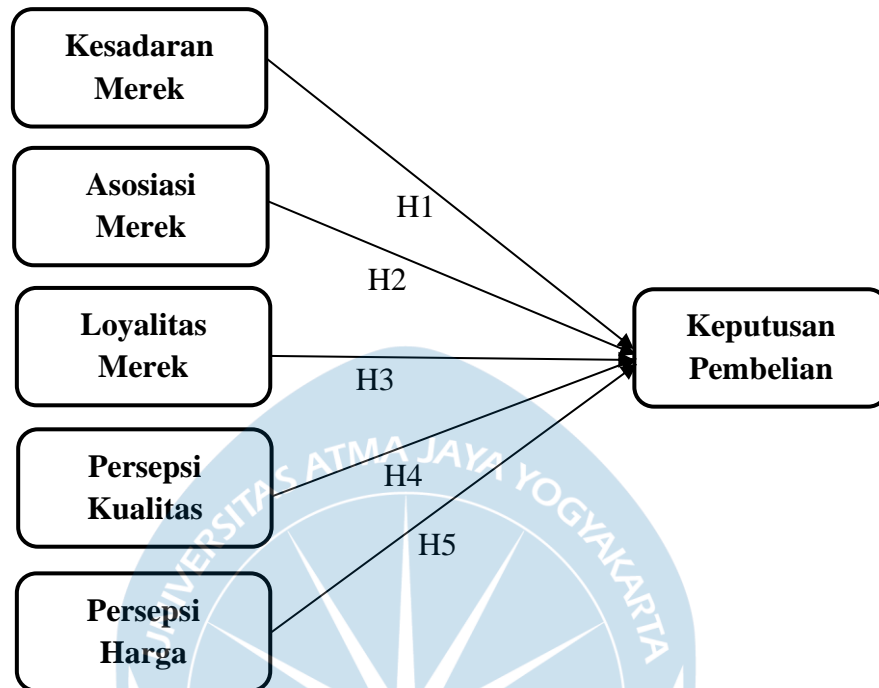 Kesadaran
Merek
Asosiasi
Merek
Loyalitas
Merek
Persepsi
Kualitas
Persepsi
Harga
H1
H2
H3
H4
H5
Keputusan
Pembelian
UNIVERSITAS ATMA JAYA YOGYAKARTA